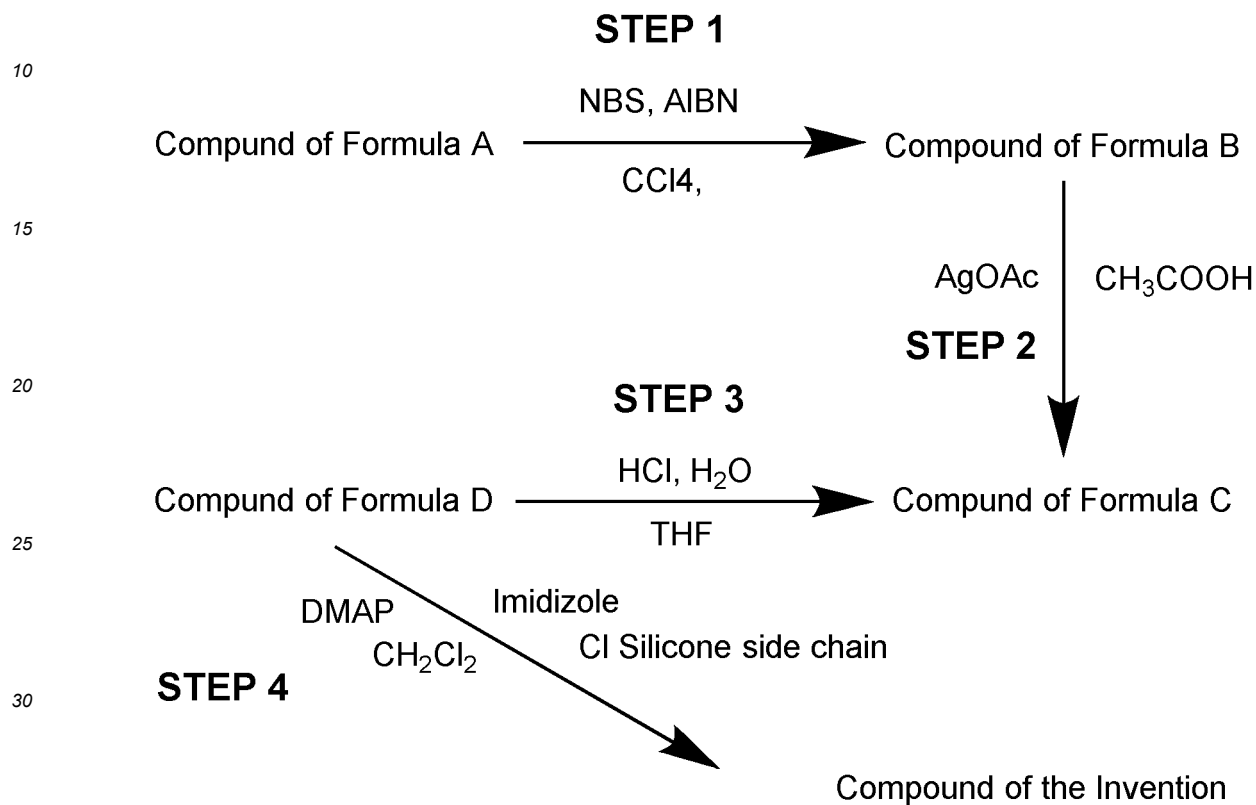 STEP 1
10
NBS, AIBN
Compund of Formula A
Compound of Formula B
CCl4,
15
AgOAc
CH3COOH
STEP 2
20
STEP 3
HCl, H2O
Compund of Formula D
Compund of Formula C
THF
25
Imidizole
DMAP
Cl Silicone side chain
CH2Cl2
STEP 4
30
Compound of the Invention